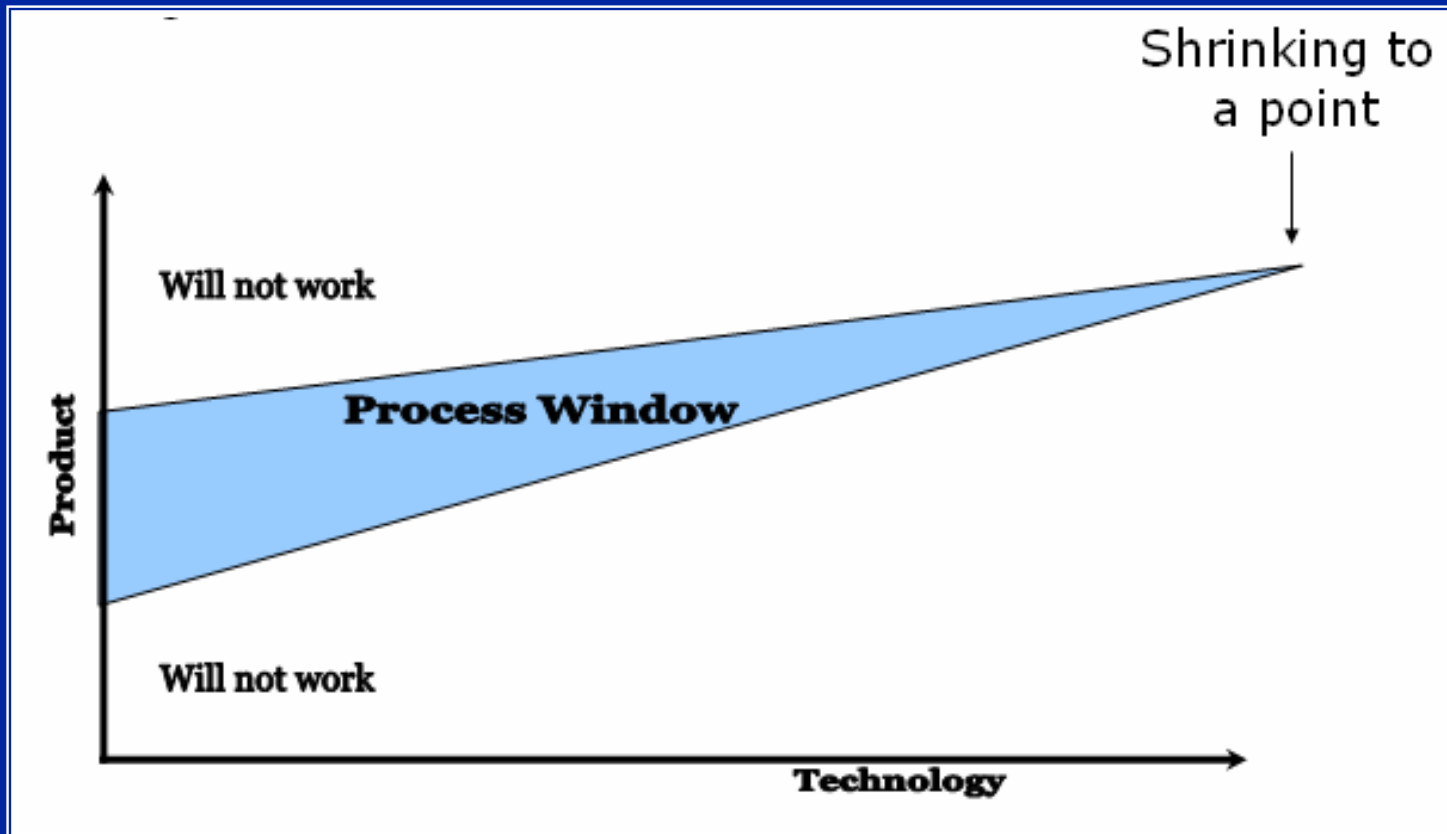 Shrinking to
a point
Will not work
Process Window
Product
Will not work
Technology